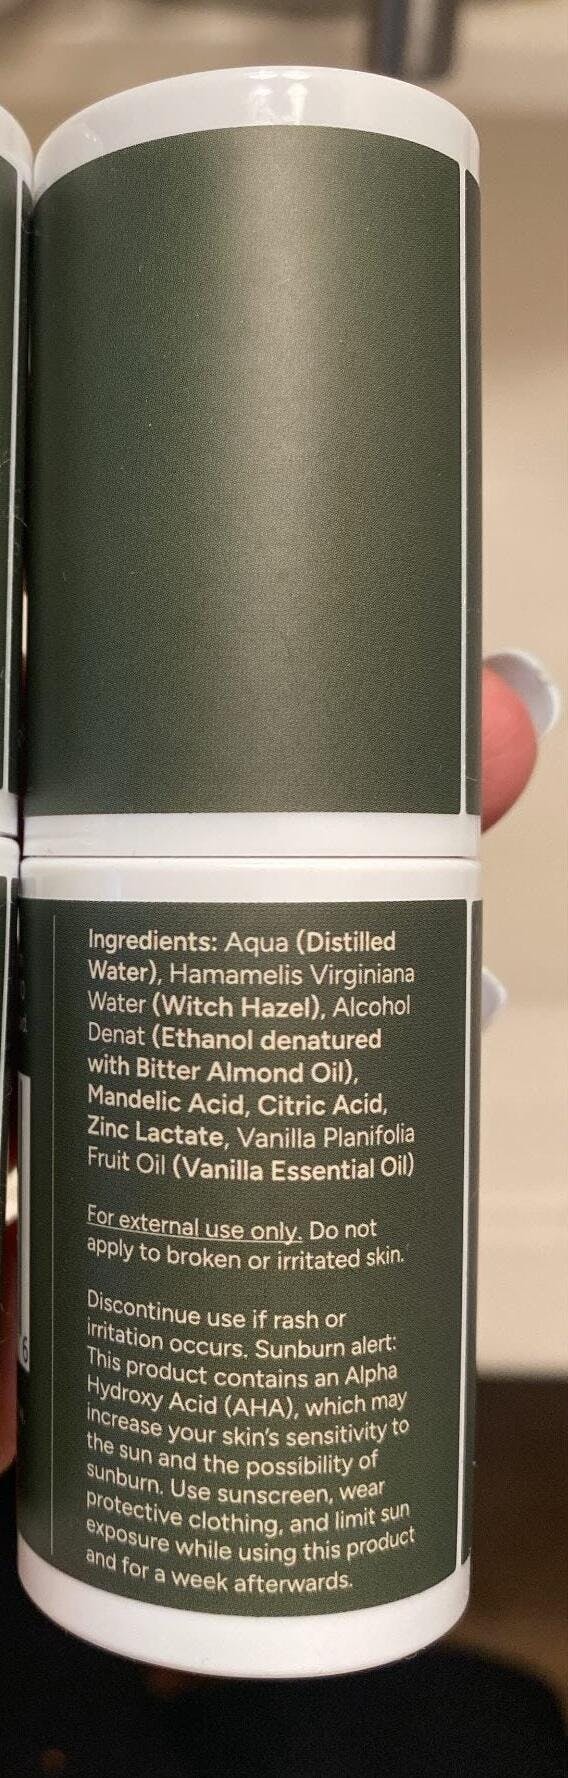 Ingredients: Aqua (Distilled
Water), Hamamelis Virginiana
Water (Witch Hazel), Alcohol
Denat (Ethanol denatured
with Bitter Almond Oil),
Mandelic Acid, Citric Acid,
Zinc Lactate, Vanilla Planifolia
Fruit Oil (Vanilla Essential Oil)
For external use only. Do not
apply to broken or irritated skin.
Discontinue use if rash or
irritation occurs. Sunburn alert:
This product contains an Alpha
Hydroxy Acid (AHA), which may
increase your skin's sensitivity to
the sun and the possibility of
sunburn. Use sunscreen, wear
protective clothing, and limit sun
exposure while using this product
and for a week afterwards.
6